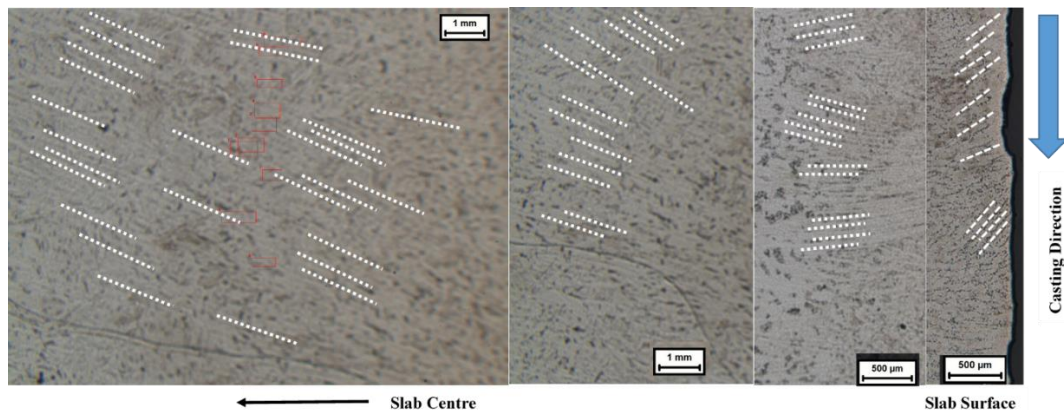 1 mm
1 mm
500 µm
500 µm
Casting Direction
Slab Centre
Slab Surface